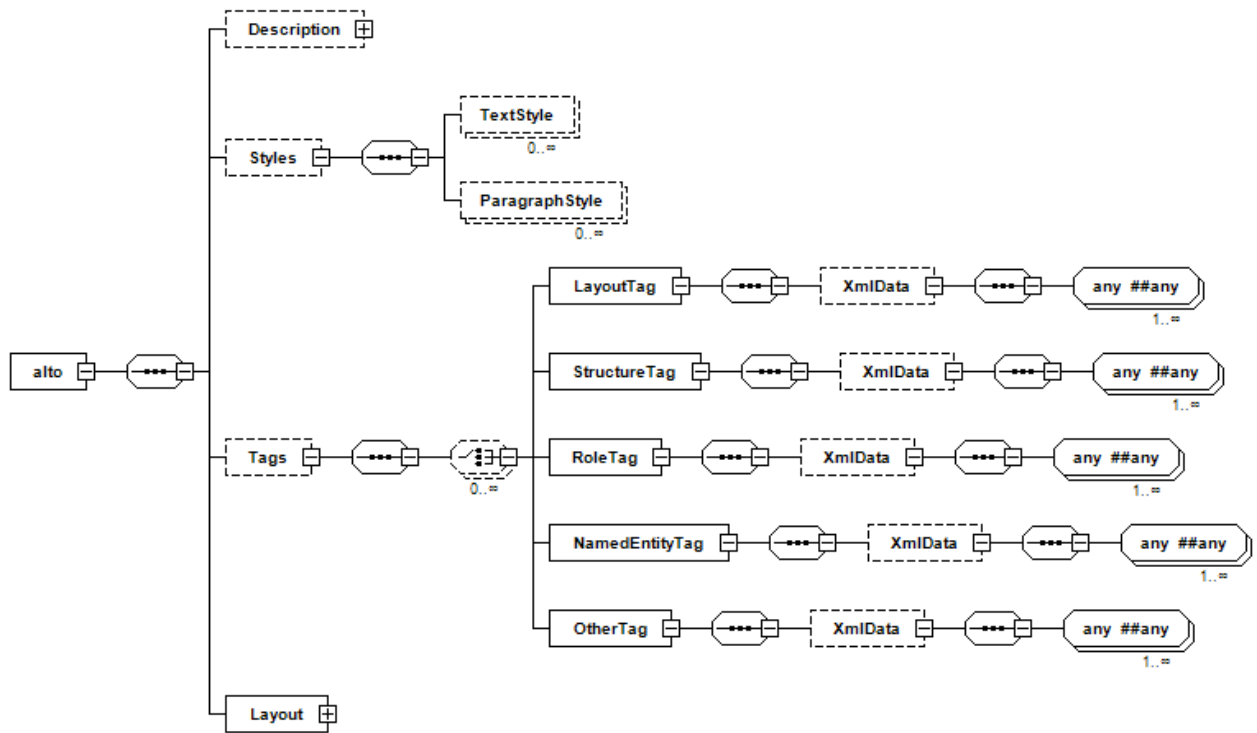 Description
TextStyle
0..∞
Styles
ParagraphStyle
0..∞
LayoutTag XmlData any ##any
1..∞
alto
StructureTag XmlData any ##any
1..∞
Tags
0..∞
RoleTag XmlData any ##any
1..∞
NamedEntityTag XmlData any ##any
1..∞
OtherTag XmlData any ##any
1..∞
Layout